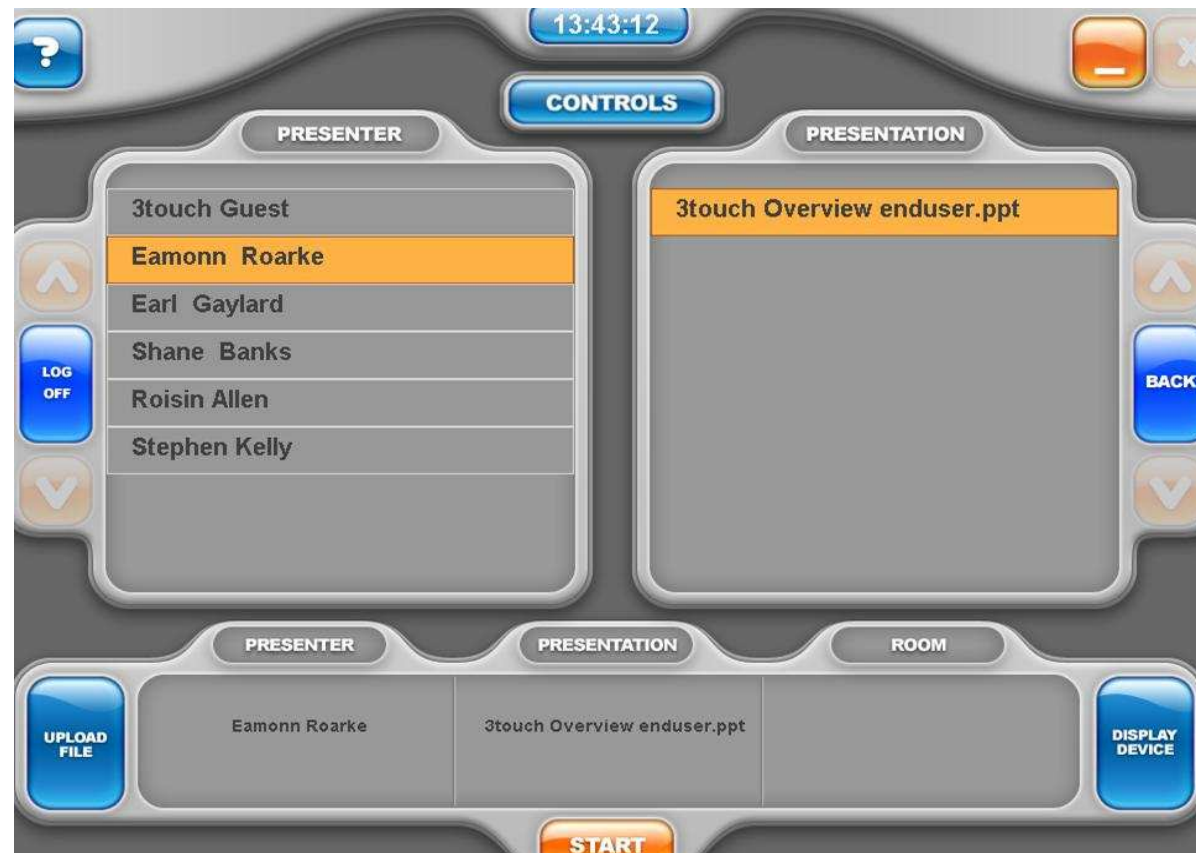 ?
13:43:12
CONTROLS
PRESENTER
PRESENTATION
3touch Guest
3touch Overview enduser.ppt
Eamonn Roarke
Earl Gaylard
Shane Banks
Roisin Allen
Stephen Kelly
LOG
OFF
BACK
PRESENTER
PRESENTATION
ROOM
UPLOAD
FILE
Eamonn Roarke
3touch Overview enduser.ppt
DISPLAY
DEVICE
START